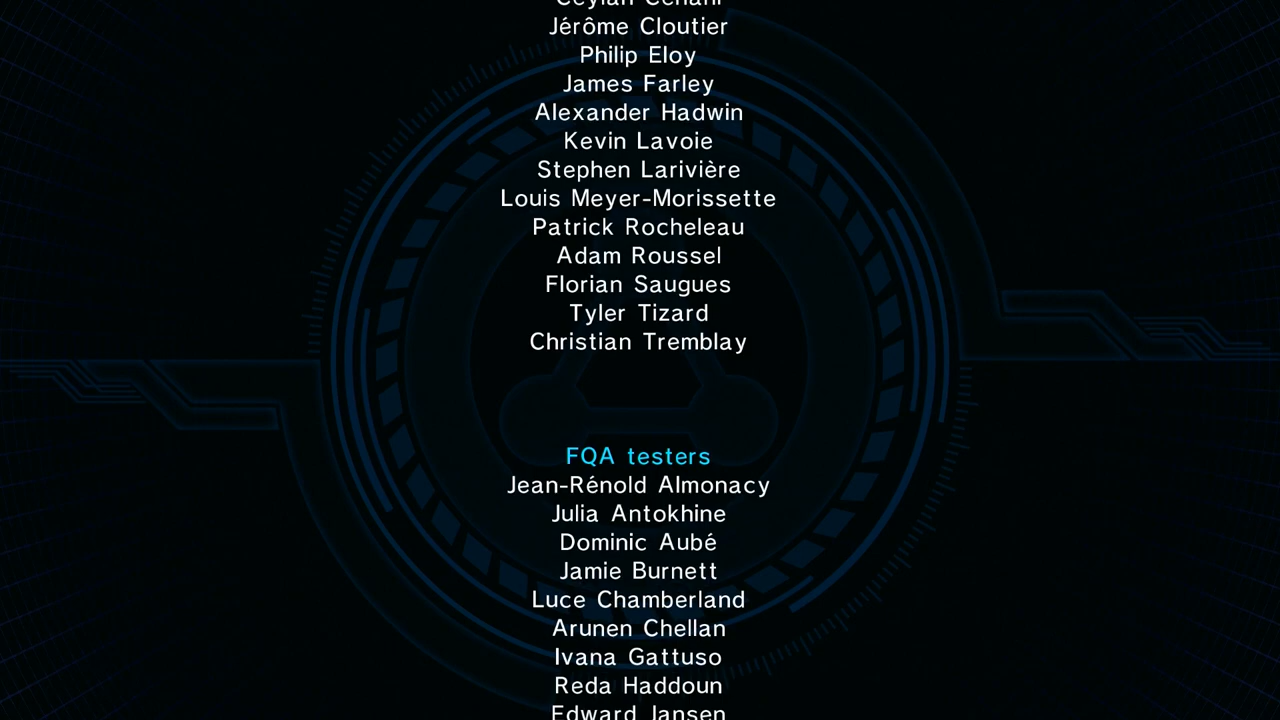 Jérôme Cloutier
Philip Eloy
James Farley
Alexander Hadwin
Kevin Lavoie
Stephen Larivière
Louis Meyer-Morissette
Patrick Rocheleau
Adam Roussel
Florian Saugues
Tyler Tizard
Christian Tremblay
FQA testers
Jean-Rénold Almonacy
Julia Antokhine
Dominic Aubé
Jamie Burnett
Luce Chamberland
Arunen Chellan
Ivana Gattuso
Reda Haddoun
Edward Jansen